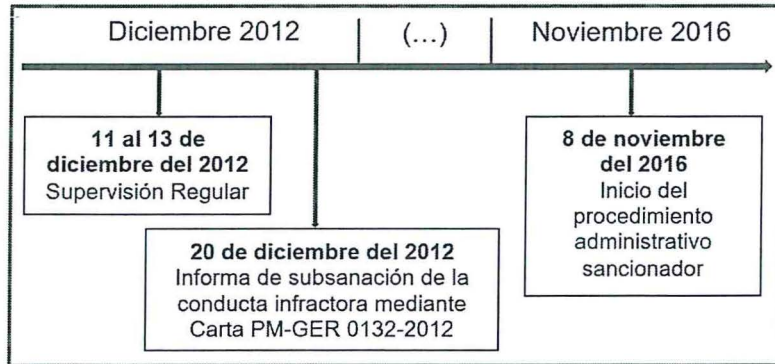 Diciembre 2012
(...)
Noviembre 2016
11 al 13 de
diciembre del 2012
Supervisión Regular
20 de diciembre del 2012
Informa de subsanación de la
conducta infractora mediante
Carta PM-GER 0132-2012
8 de noviembre
del 2016
Inicio del
procedimiento
administrativo
sancionador